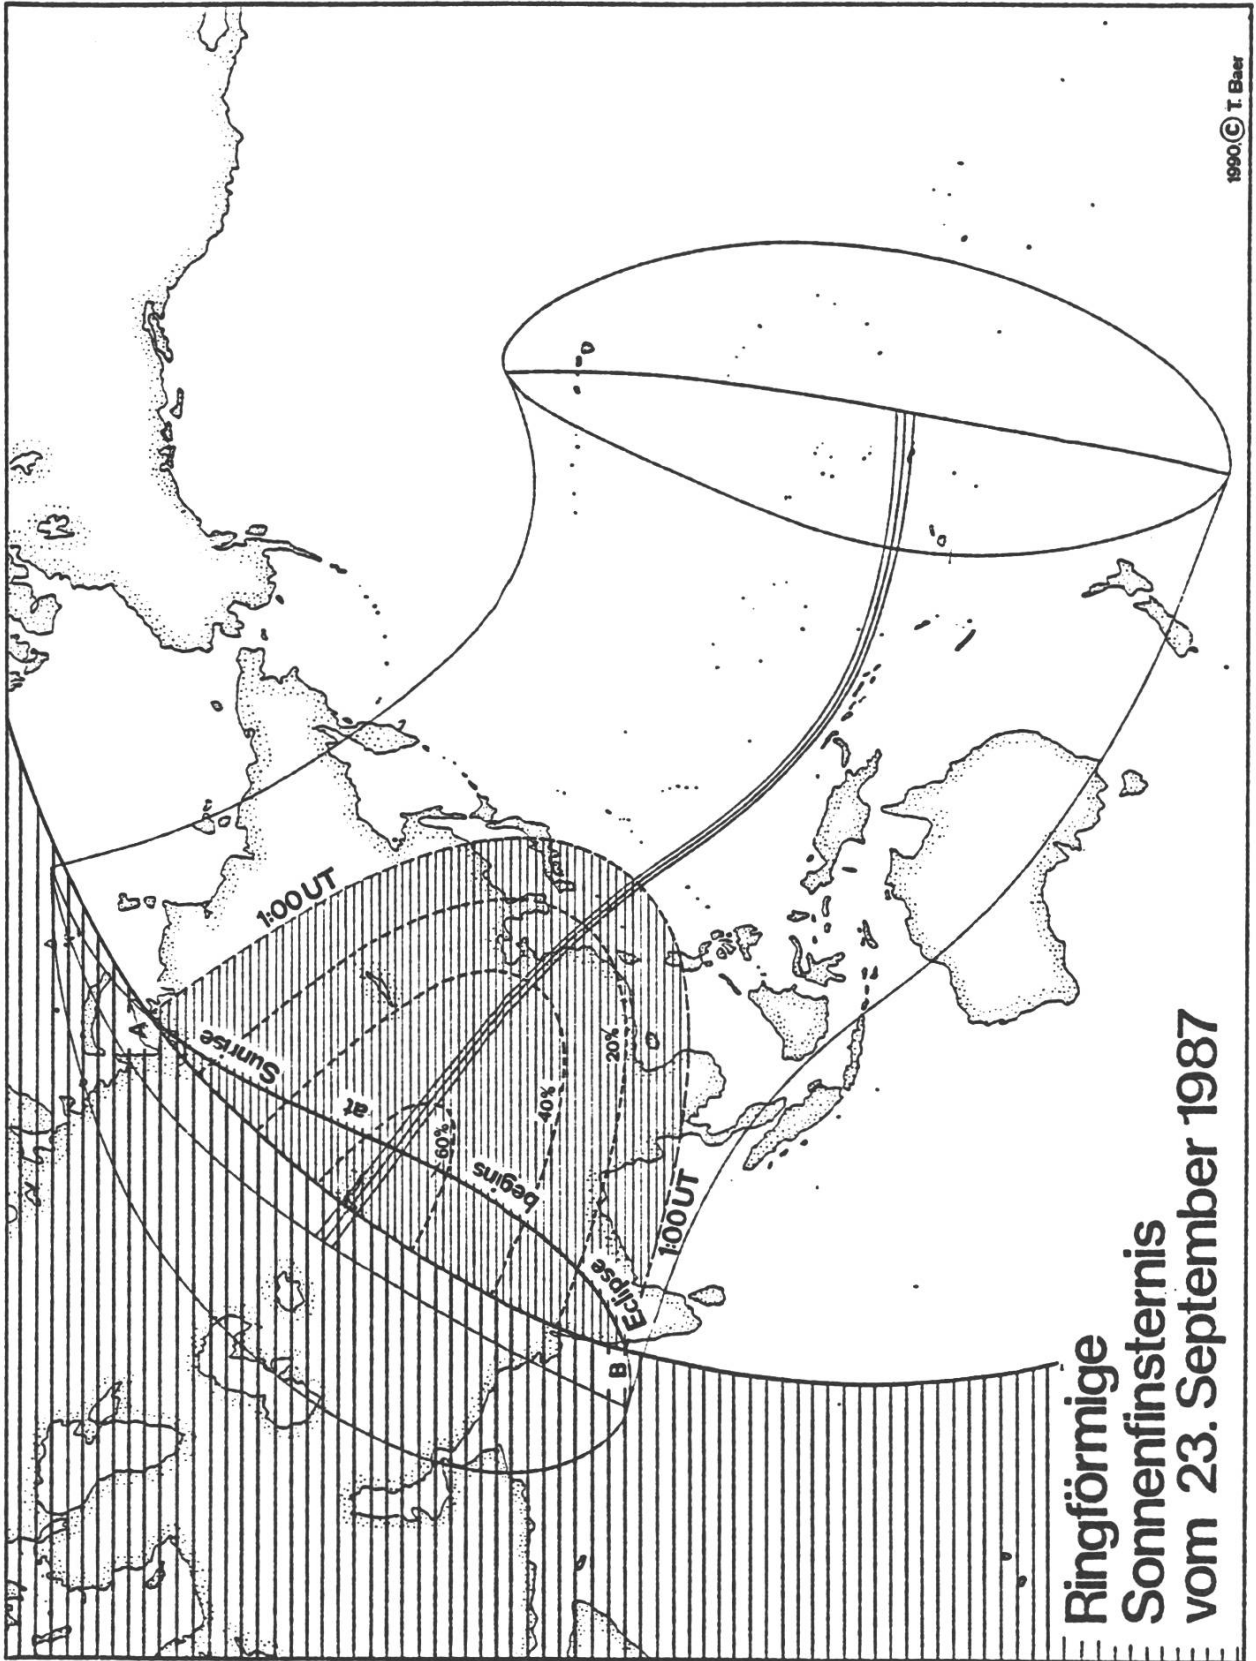 1990, © T. Baer
1:00 UT
A
Sunrise
at
begins
Eclipse
60%
40%
20%
B
1:00 UT
Ringförmige
Sonnenfinsternis
vom 23. September 1987